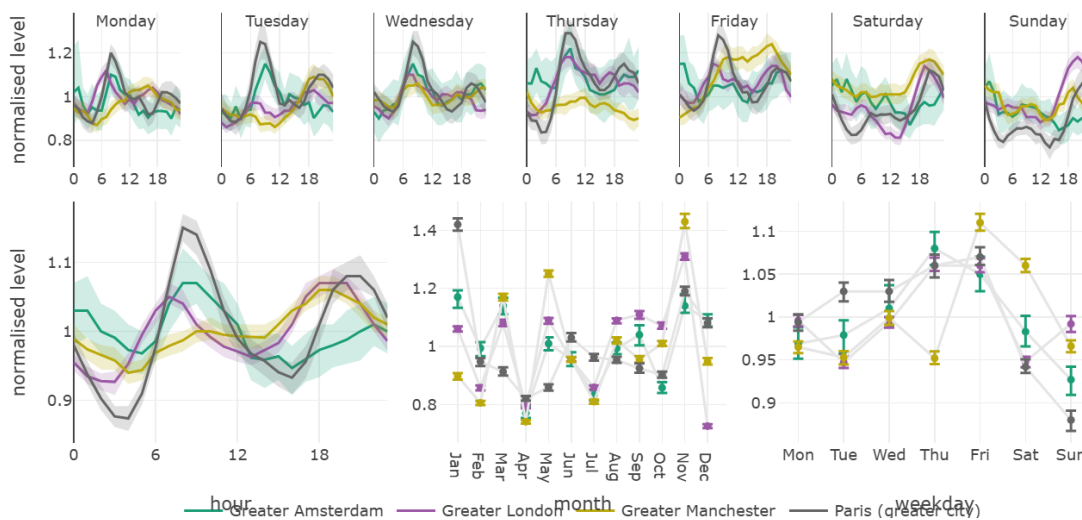 Monday Tuesday Wednesday Thursday Friday Saturday Sunday
normalised level
1.2
1
0.8
0 6 12 18 0 6 12 18 0 6 12 18 0 6 12 18 0 6 12 18 0 6 12 18 0 6 12 18
normalised level
1.1
1
0.9
0 6 12 18
hour
1.4
1.2
1
0.8
Jan Feb Mar Apr May Jun Jul Aug Sep Oct Nov Dec
month
1.1
1.05
1
0.95
0.9
Mon Tue Wed Thu Fri Sat Sun
weekday
Greater Amsterdam Greater London Greater Manchester Paris (greater city)